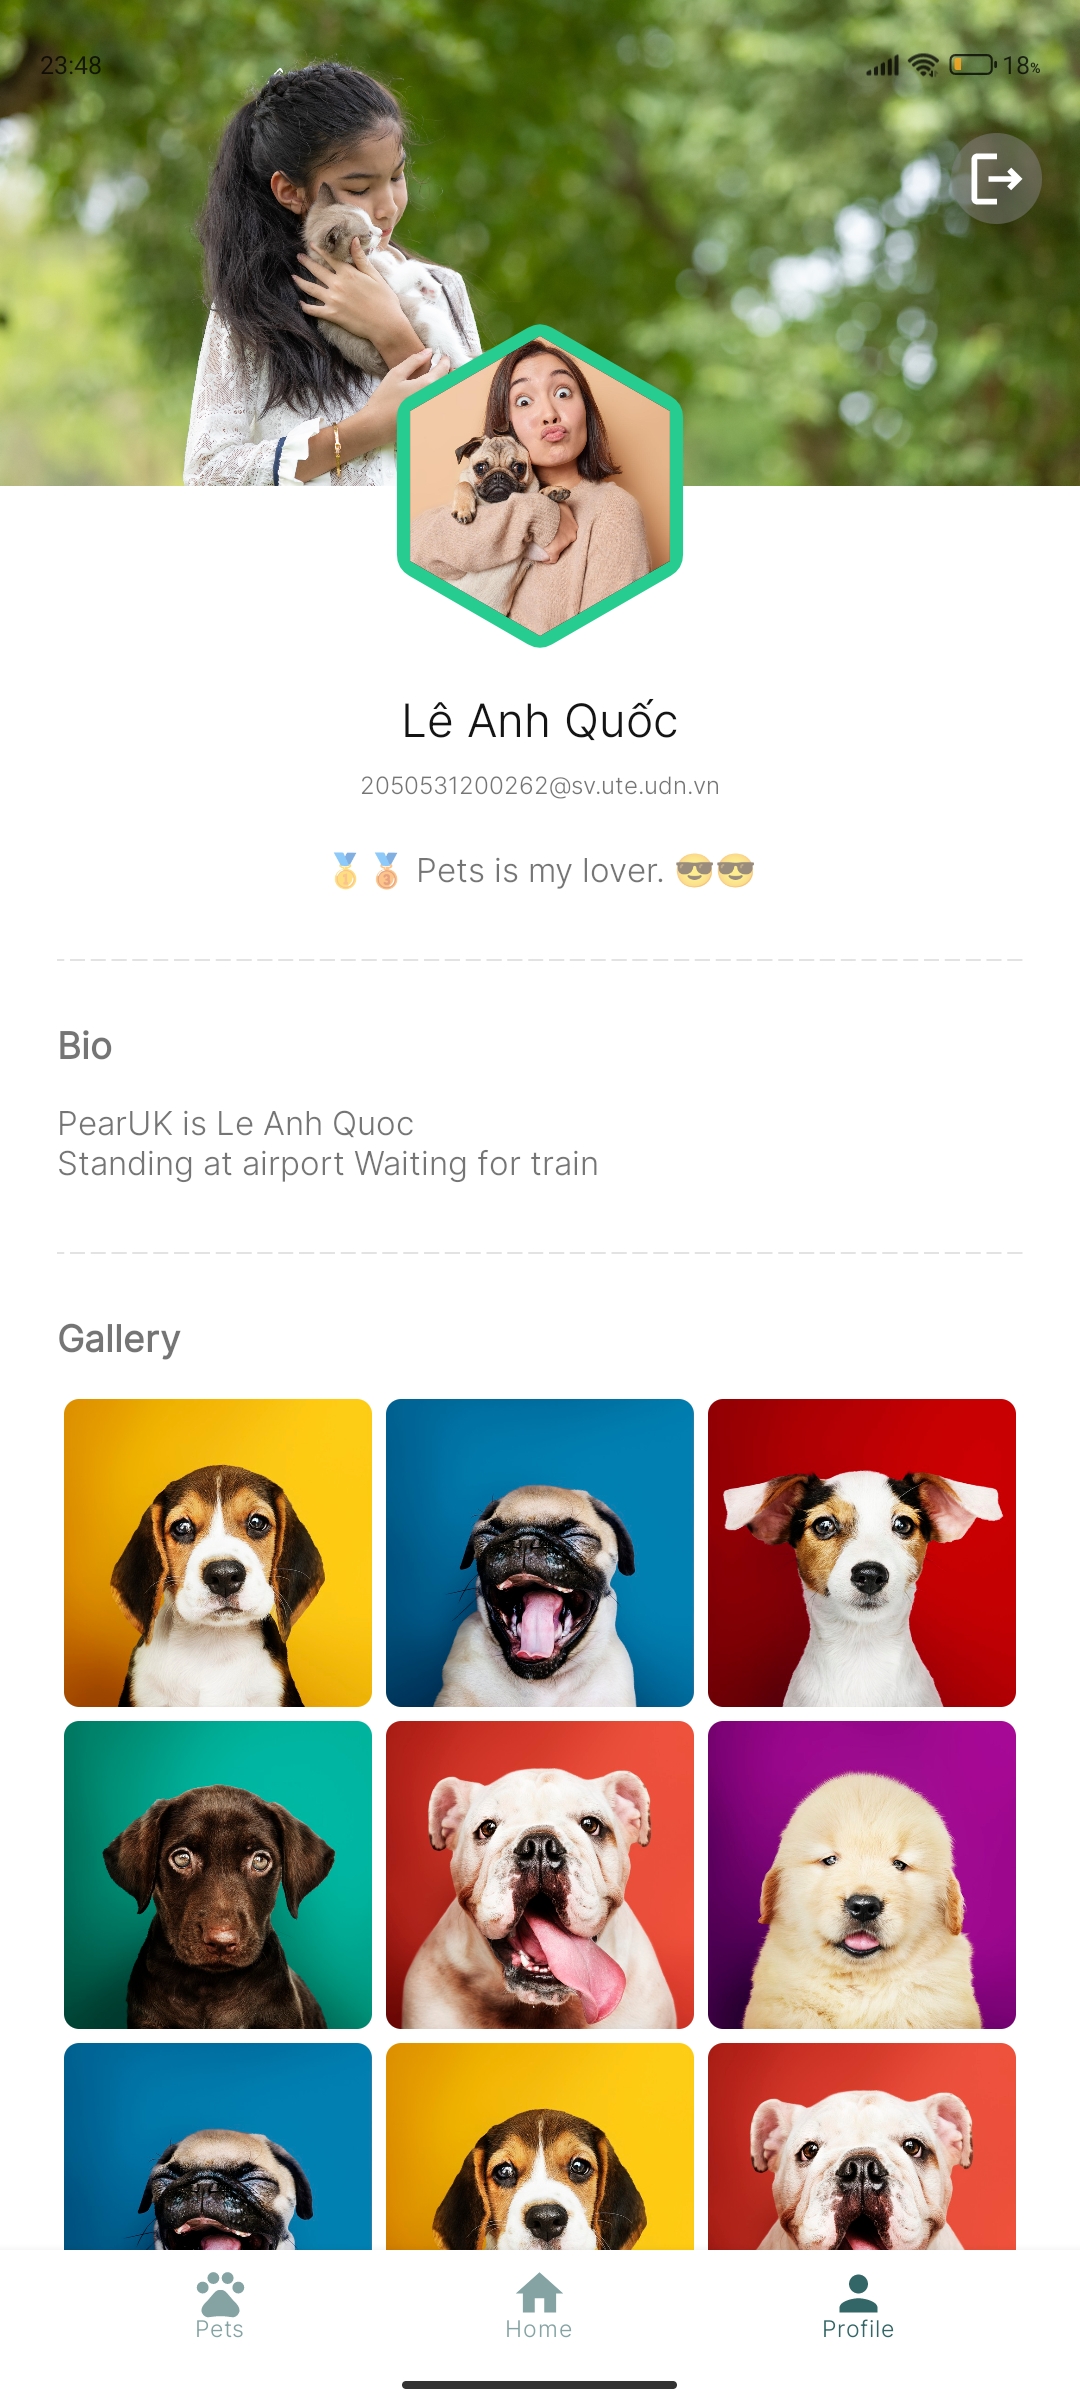 23:48
18%
Lê Anh Quốc
2050531200262@sv.ute.udn.vn
🥇🥉 Pets is my lover. 😎😎
Bio
PearUK is Le Anh Quoc
Standing at airport Waiting for train
Gallery
Pets
Home
Profile